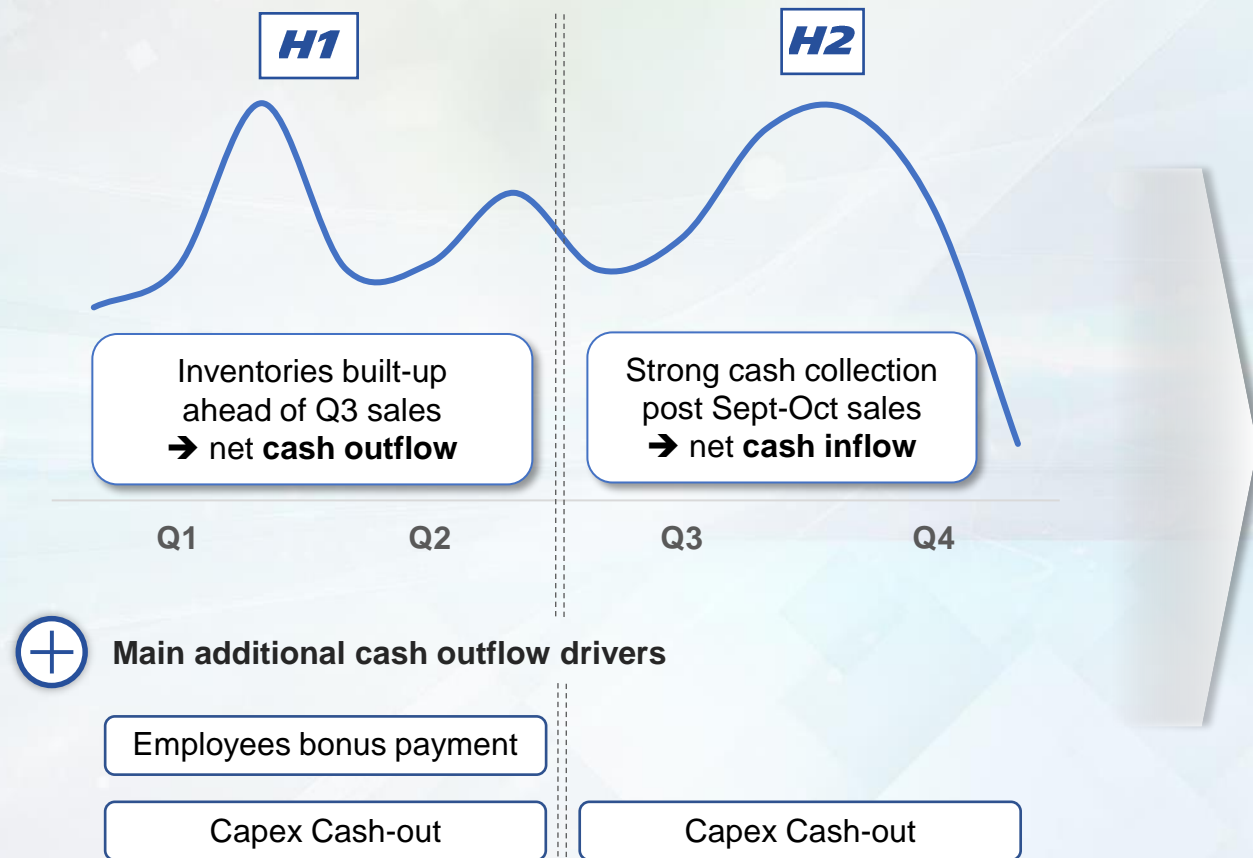 H1
H2
Inventories built-up
ahead of Q3 sales
➔ net cash outflow
Strong cash collection
post Sept-Oct sales
➔ net cash inflow
Q1
Q2
Q3
Q4
Main additional cash outflow drivers
Employees bonus payment
Capex Cash-out
Capex Cash-out